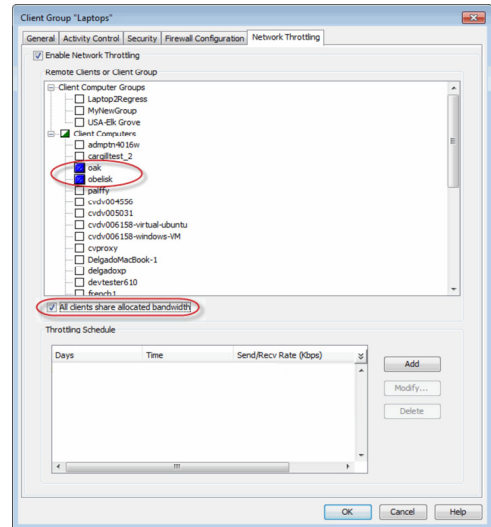 Client Group "Laptops"
General Activity Control Security Firewall Configuration Network Throttling
Enable Network Throttling
Remote Clients or Client Group
Client Computer Groups
Laptop2Regress
MyNewGroup
USA-Elk Grove
Client Computers
admptn4016w
cargilltest_2
oak
obelisk
palffy
cvdv004556
cvdv005031
cvdv006158-virtual-ubuntu
cvdv006158-windows-VM
cvproxy
DelgadoMacBook-1
delgadoxp
devtester610
french1
All clients share allocated bandwidth
Throttling Schedule
Days Time Send/Recv Rate (Kbps)
Add
Modify...
Delete
OK Cancel Help